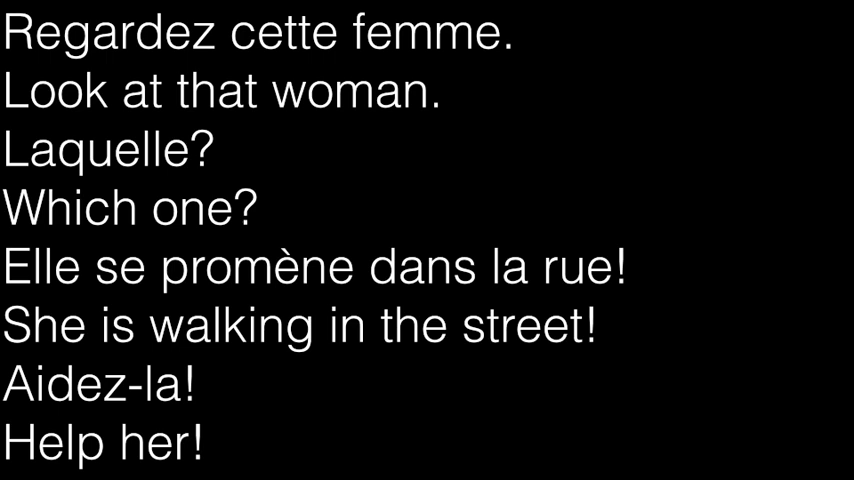 Regardez cette femme.
Look at that woman.
Laquelle?
Which one?
Elle se promène dans la rue!
She is walking in the street!
Aidez-la!
Help her!